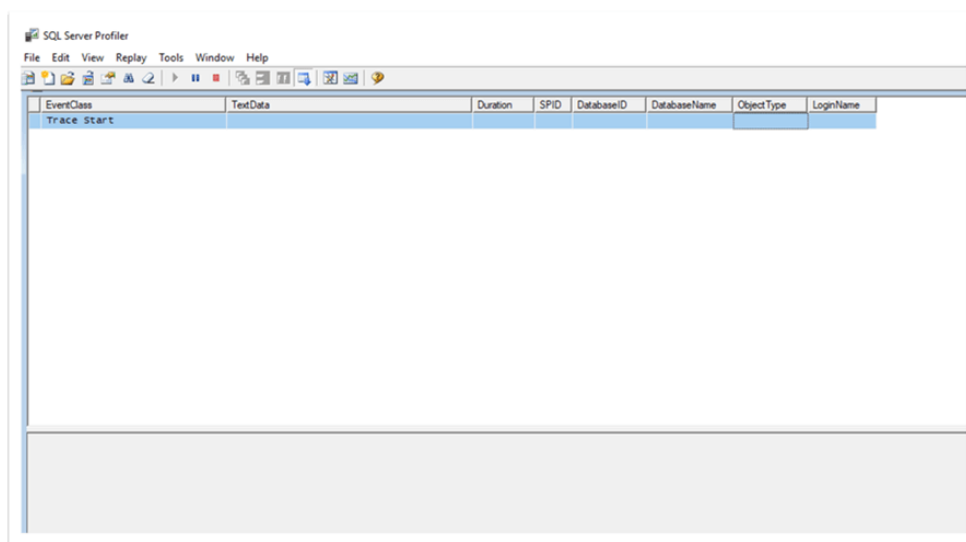 SQL Server Profiler
File Edit View Replay Tools Window Help
EventClass TextData Duration SPID DatabaseID DatabaseName ObjectType LoginName
Trace Start